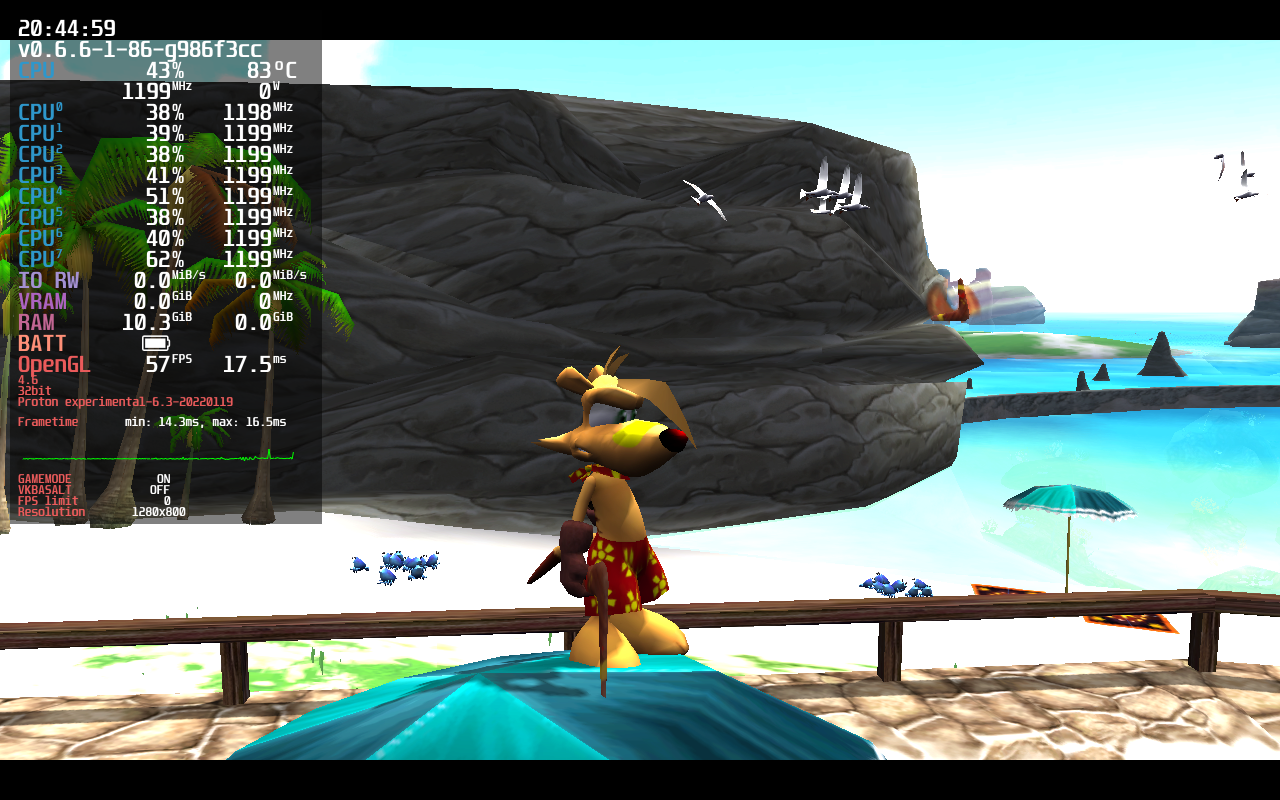 20:44:59
v0.6.6-1-86-g986f3cc
CPU 43% 83°C
1199MHz 0W
CPU0 38% 1198MHz
CPU1 39% 1199MHz
CPU2 38% 1199MHz
CPU3 41% 1199MHz
CPU4 51% 1199MHz
CPU5 38% 1199MHz
CPU6 40% 1199MHz
CPU7 62% 1199MHz
IO RW 0.0MiB/s 0.0MiB/s
VRAM 0.0GiB 0MHz
RAM 10.3GiB 0.0GiB
BATT
OpenGL 57FPS 17.5ms
4.6
32bit
Proton experimental-6.3-20220119
Frametime min: 14.3ms, max: 16.5ms
GAMEMODE ON
VKBASALT OFF
FPS limit 0
Resolution 1280x800